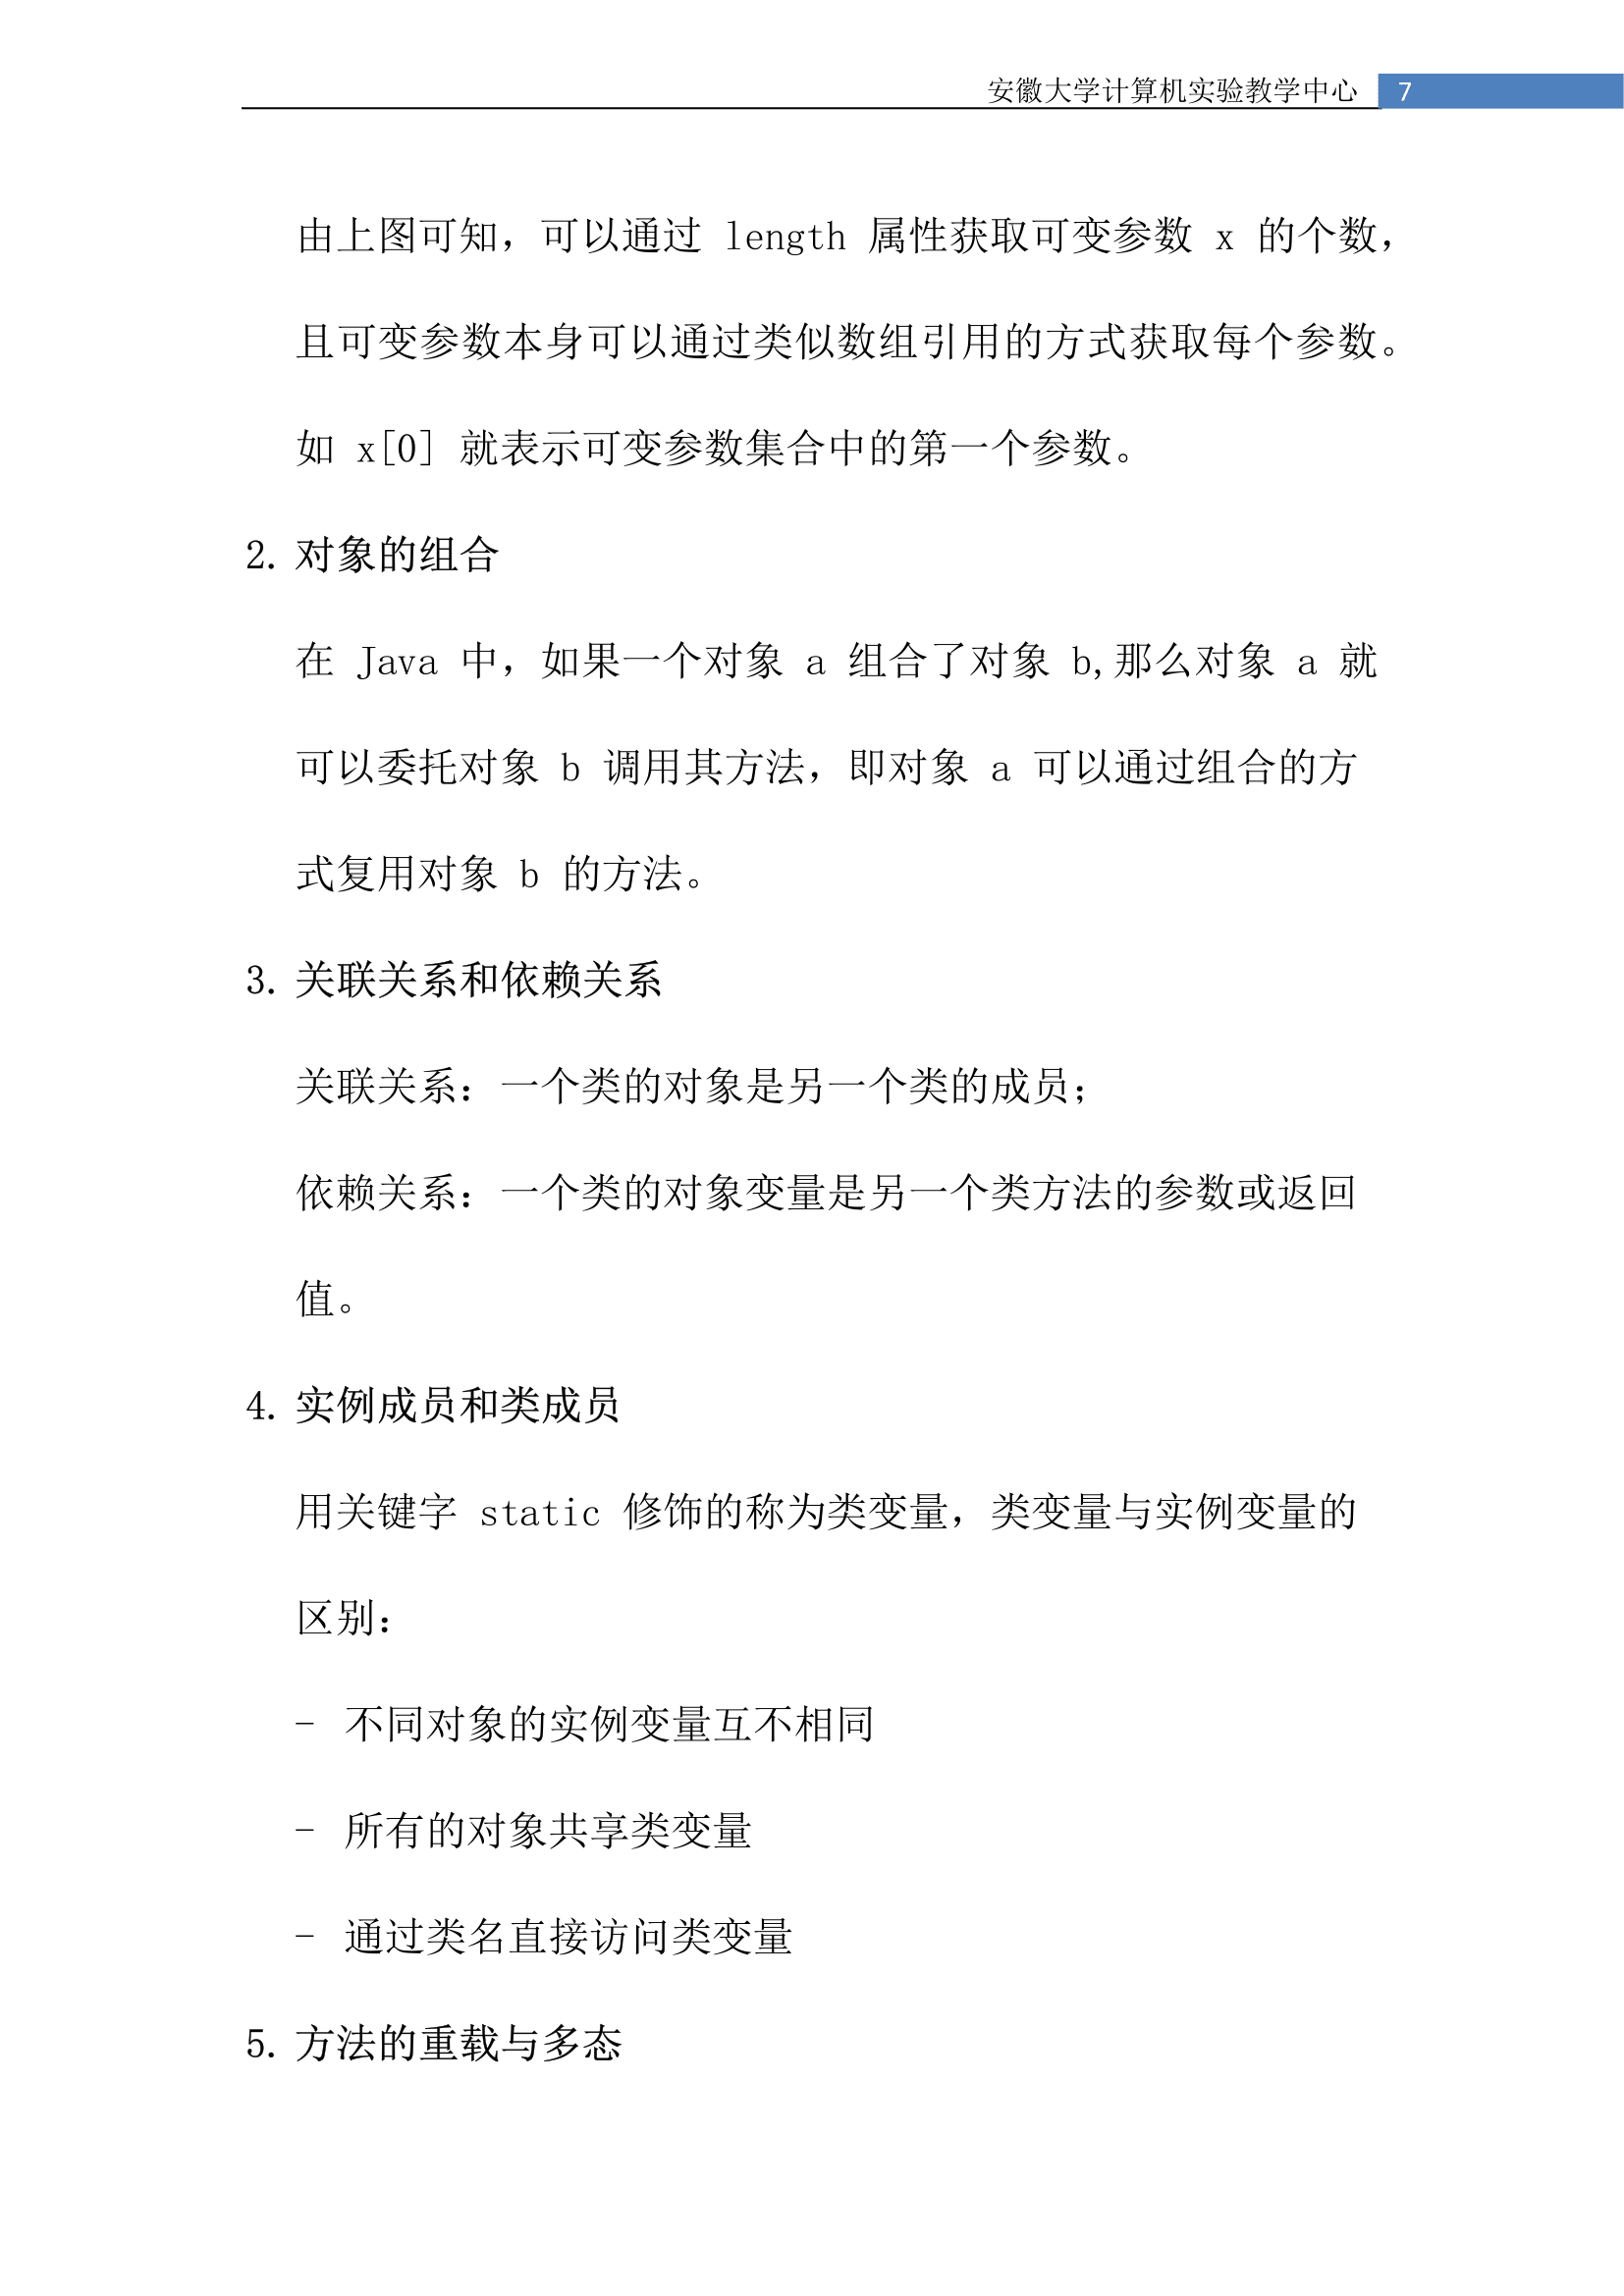 安徽大学计算机实验教学中心 7
由上图可知，可以通过 length 属性获取可变参数 x 的个数，
且可变参数本身可以通过类似数组引用的方式获取每个参数。
如 x[0] 就表示可变参数集合中的第一个参数。
2. 对象的组合
在 Java 中，如果一个对象 a 组合了对象 b,那么对象 a 就
可以委托对象 b 调用其方法，即对象 a 可以通过组合的方
式复用对象 b 的方法。
3. 关联关系和依赖关系
关联关系：一个类的对象是另一个类的成员；
依赖关系：一个类的对象变量是另一个类方法的参数或返回
值。
4. 实例成员和类成员
用关键字 static 修饰的称为类变量，类变量与实例变量的
区别：
- 不同对象的实例变量互不相同
- 所有的对象共享类变量
- 通过类名直接访问类变量
5. 方法的重载与多态